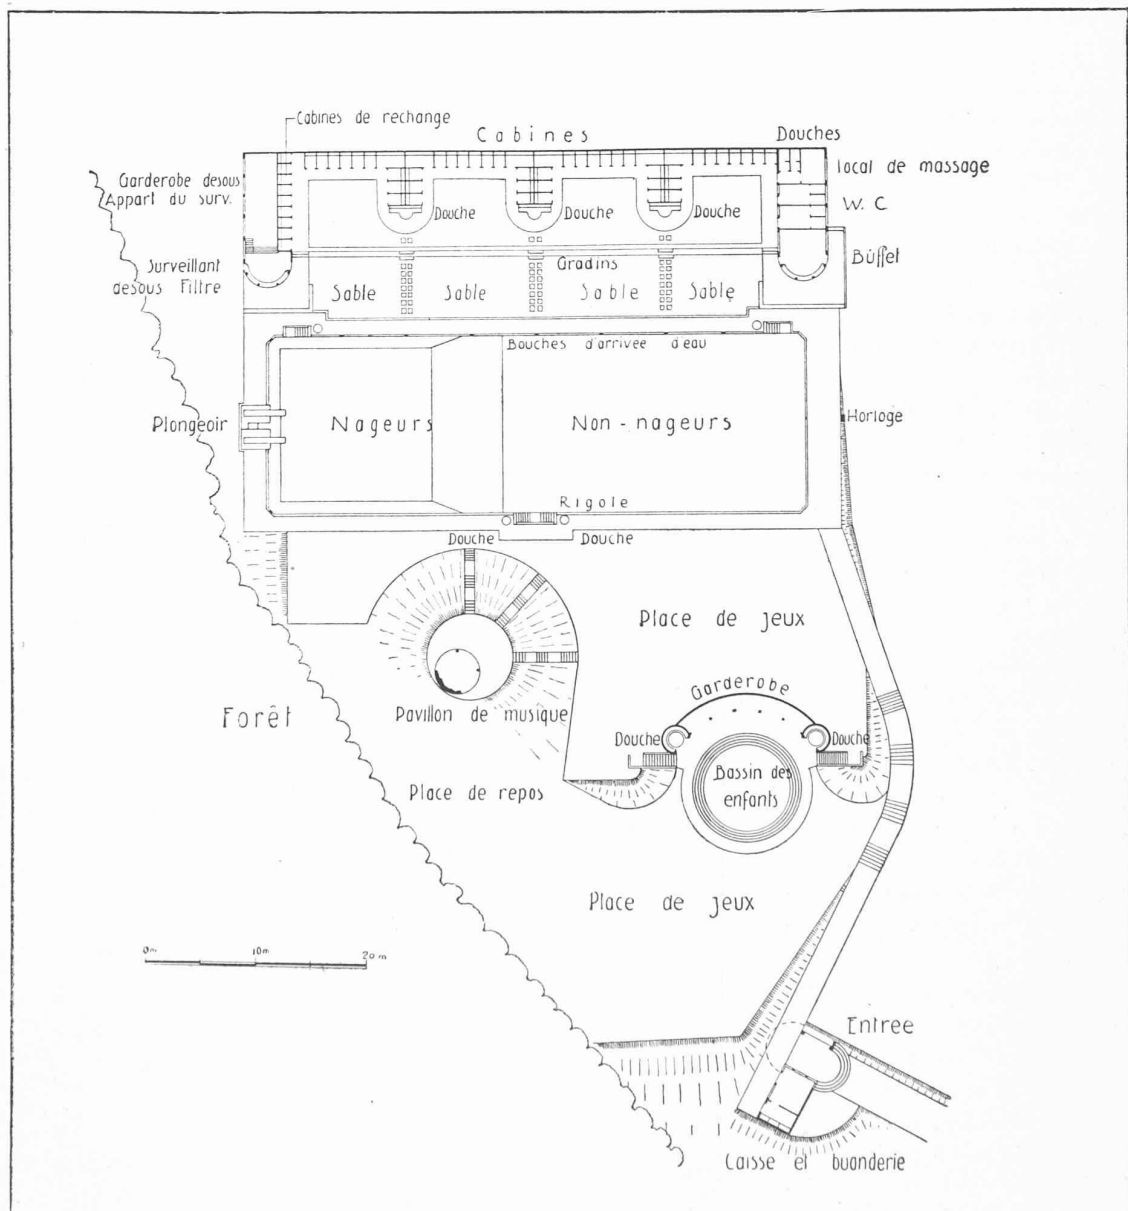 Cabines de rechange
Cabines
Douches
Garderobe desous
Appart du surv.
local de massage
Douche
Douche
Douche
W. C
Surveillant
desous Filtre
Gradins
Büffet
Sable
Sable
Sable
Sable
Bouches d'arrivee d'eau
Plongeoir
Nageurs
Non-nageurs
Horloge
Rigole
Douche
Douche
Place de jeux
Garderobe
Forêt
Pavillon de musique
Douche
Douche
Place de repos
Bassin des
enfants
Place de jeux
0m
10m
20 m
Entree
Caisse et buanderie